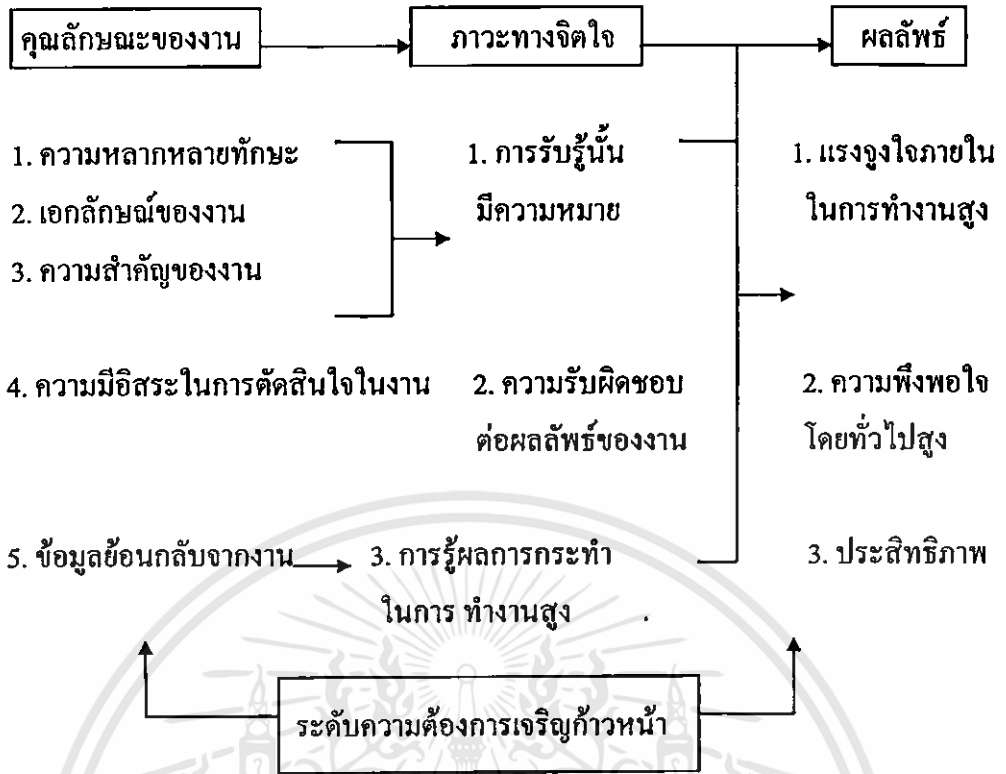 คุณลักษณะของงาน
ภาวะทางจิตใจ
ผลลัพธ์
1. ความหลากหลายทักษะ
2. เอกลักษณ์ของงาน
3. ความสำคัญของงาน
1. การรับรู้นั้น
มีความหมาย
1. แรงจูงใจภายใน
ในการทำงานสูง
4. ความมีอิสระในการตัดสินใจในงาน
2. ความรับผิดชอบ
ต่อผลลัพธ์ของงาน
2. ความพึงพอใจ
โดยทั่วไปสูง
5. ข้อมูลย้อนกลับจากงาน
3. การรู้ผลการกระทำ
ในการ ทำงานสูง
3. ประสิทธิภาพ
ระดับความต้องการเจริญก้าวหน้า